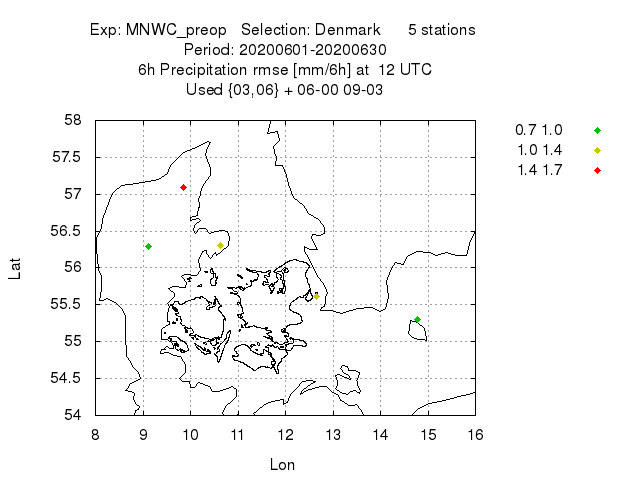 Exp: MNWC_preop   Selection: Denmark      5 stations
Period: 20200601-20200630
6h Precipitation rmse [mm/6h] at  12 UTC
Used {03,06} + 06-00 09-03
0.7 1.0
1.0 1.4
1.4 1.7
58
57.5
57
56.5
56
55.5
55
54.5
54
Lat
8 9 10 11 12 13 14 15 16
Lon